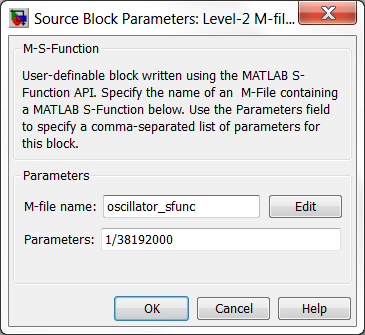 Source Block Parameters: Level-2 M-fil...
M-S-Function
User-definable block written using the MATLAB S-
Function API. Specify the name of an  M-File containing
a MATLAB S-Function below. Use the Parameters field
to specify a comma-separated list of parameters for
this block.
Parameters
M-file name: oscillator_sfunc Edit
Parameters: 1/38192000
OK Cancel Help